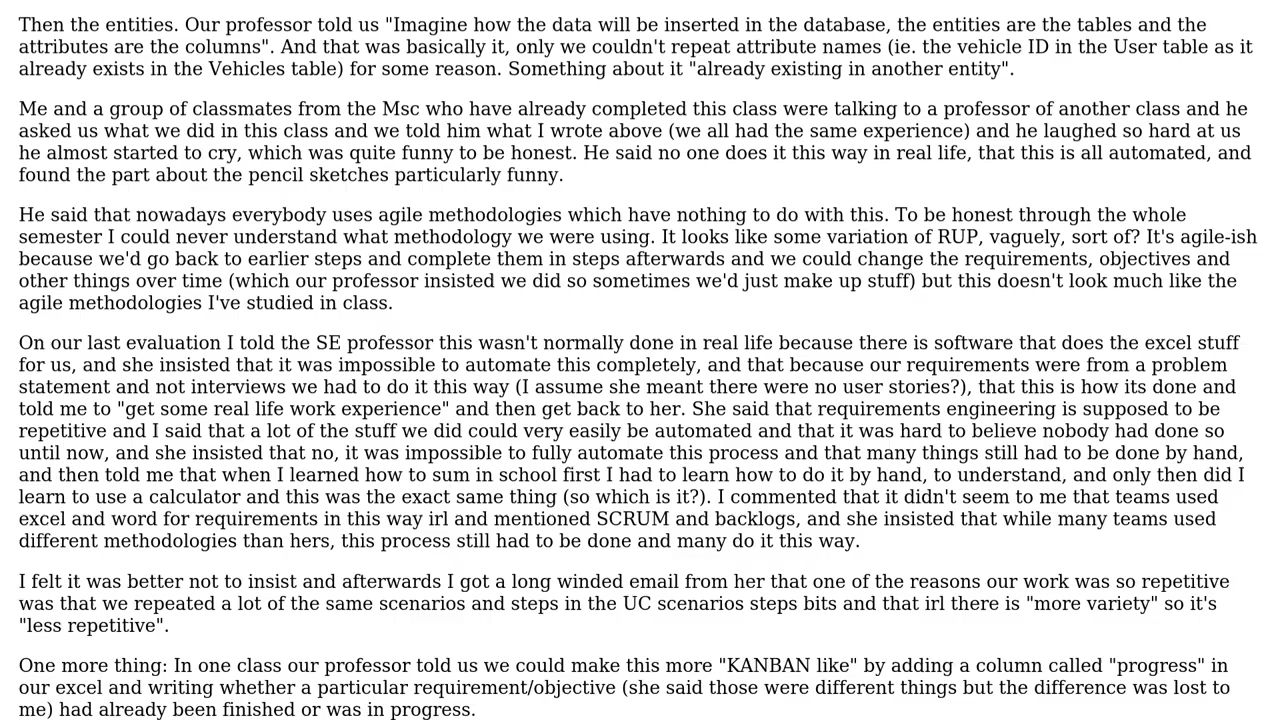 Then the entities. Our professor told us "Imagine how the data will be inserted in the database, the entities are the tables and the
attributes are the columns". And that was basically it, only we couldn't repeat attribute names (ie. the vehicle ID in the User table as it
already exists in the Vehicles table) for some reason. Something about it "already existing in another entity".
Me and a group of classmates from the Msc who have already completed this class were talking to a professor of another class and he
asked us what we did in this class and we told him what I wrote above (we all had the same experience) and he laughed so hard at us
he almost started to cry, which was quite funny to be honest. He said no one does it this way in real life, that this is all automated, and
found the part about the pencil sketches particularly funny.
He said that nowadays everybody uses agile methodologies which have nothing to do with this. To be honest through the whole
semester I could never understand what methodology we were using. It looks like some variation of RUP, vaguely, sort of? It's agile-ish
because we'd go back to earlier steps and complete them in steps afterwards and we could change the requirements, objectives and
other things over time (which our professor insisted we did so sometimes we'd just make up stuff) but this doesn't look much like the
agile methodologies I've studied in class.
On our last evaluation I told the SE professor this wasn't normally done in real life because there is software that does the excel stuff
for us, and she insisted that it was impossible to automate this completely, and that because our requirements were from a problem
statement and not interviews we had to do it this way (I assume she meant there were no user stories?), that this is how its done and
told me to "get some real life work experience" and then get back to her. She said that requirements engineering is supposed to be
repetitive and I said that a lot of the stuff we did could very easily be automated and that it was hard to believe nobody had done so
until now, and she insisted that no, it was impossible to fully automate this process and that many things still had to be done by hand,
and then told me that when I learned how to sum in school first I had to learn how to do it by hand, to understand, and only then did I
learn to use a calculator and this was the exact same thing (so which is it?). I commented that it didn't seem to me that teams used
excel and word for requirements in this way irl and mentioned SCRUM and backlogs, and she insisted that while many teams used
different methodologies than hers, this process still had to be done and many do it this way.
I felt it was better not to insist and afterwards I got a long winded email from her that one of the reasons our work was so repetitive
was that we repeated a lot of the same scenarios and steps in the UC scenarios steps bits and that irl there is "more variety" so it's
"less repetitive".
One more thing: In one class our professor told us we could make this more "KANBAN like" by adding a column called "progress" in
our excel and writing whether a particular requirement/objective (she said those were different things but the difference was lost to
me) had already been finished or was in progress.